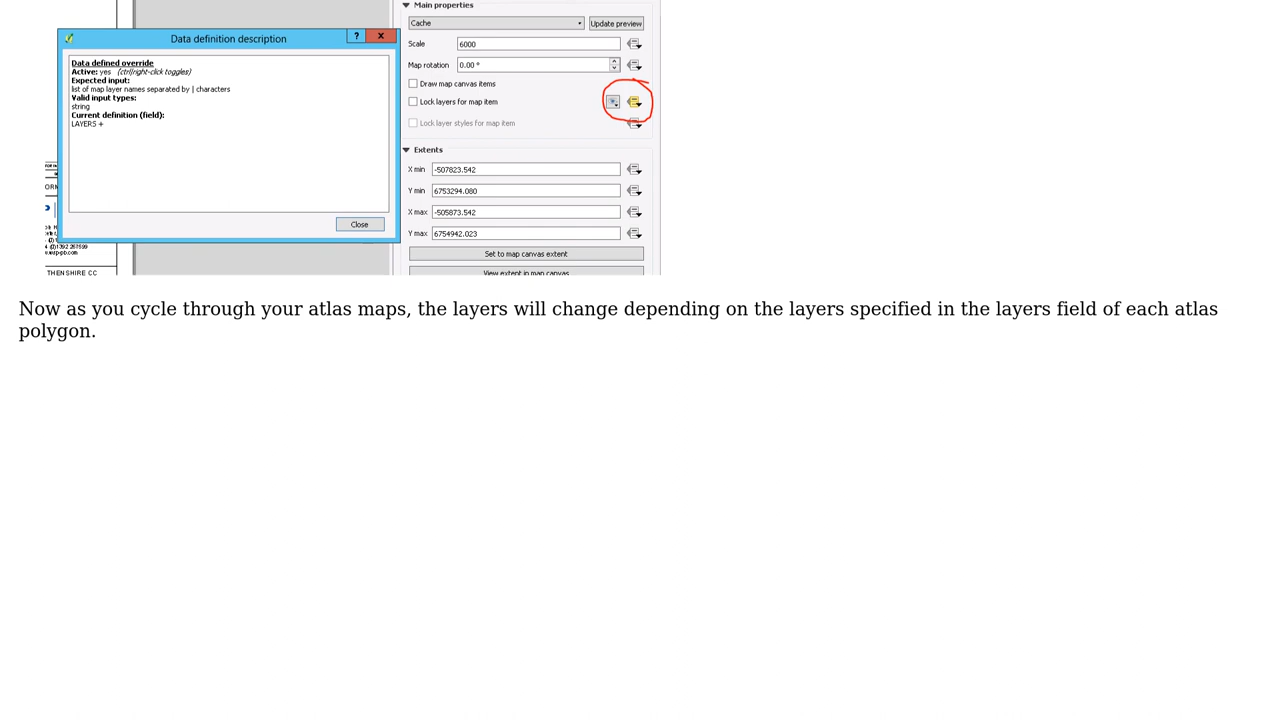 Main properties
Cache
Update preview
Data definition description
?
x
Scale
6000
Data defined override
Active: yes (ctrl/right-click toggles)
Expected input:
list of map layer names separated by | characters
Valid input types:
string
Current definition (field):
LAYERS +
Map rotation
0.00 °
Draw map canvas items
Lock layers for map item
Lock layer styles for map item
Extents
X min
-507823.542
Y min
6753294.080
X max
-505873.542
Y max
6754942.023
Close
Set to map canvas extent
View extent in map canvas
THENSHIRE CC
Now as you cycle through your atlas maps, the layers will change depending on the layers specified in the layers field of each atlas
polygon.